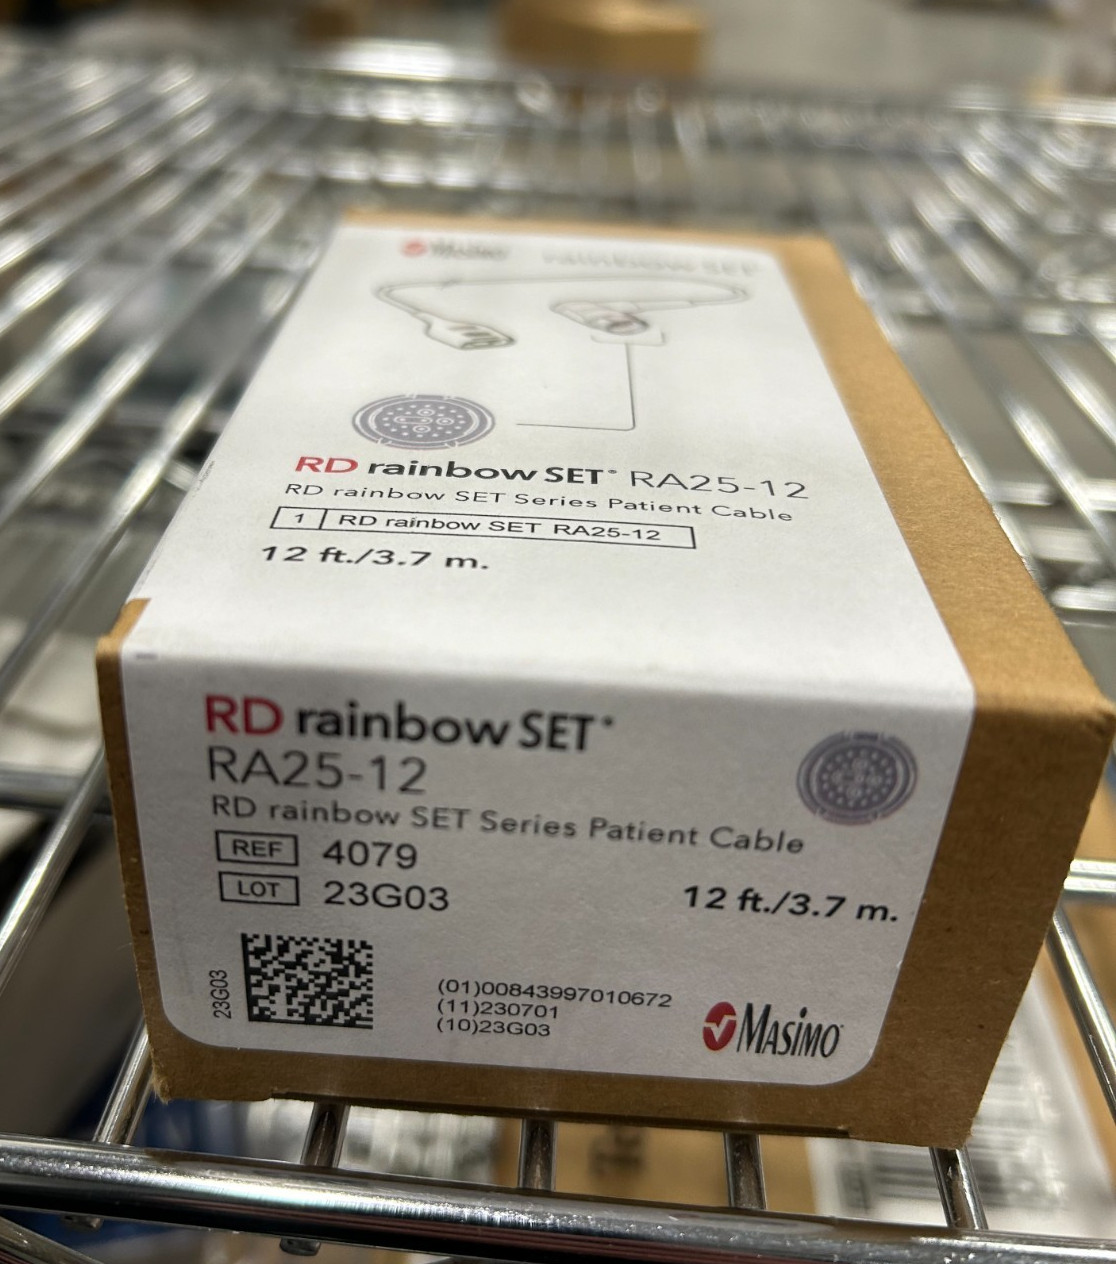 MASIMO
rainbow SET
RD rainbow SET® RA25-12
RD rainbow SET Series Patient Cable
1 RD rainbow SET RA25-12
12 ft./3.7 m.
RD rainbow SET®
RA25-12
RD rainbow SET Series Patient Cable
REF 4079
LOT 23G03
12 ft./3.7 m.
23G03
(01)00843997010672
(11)230701
(10)23G03
MASiMO